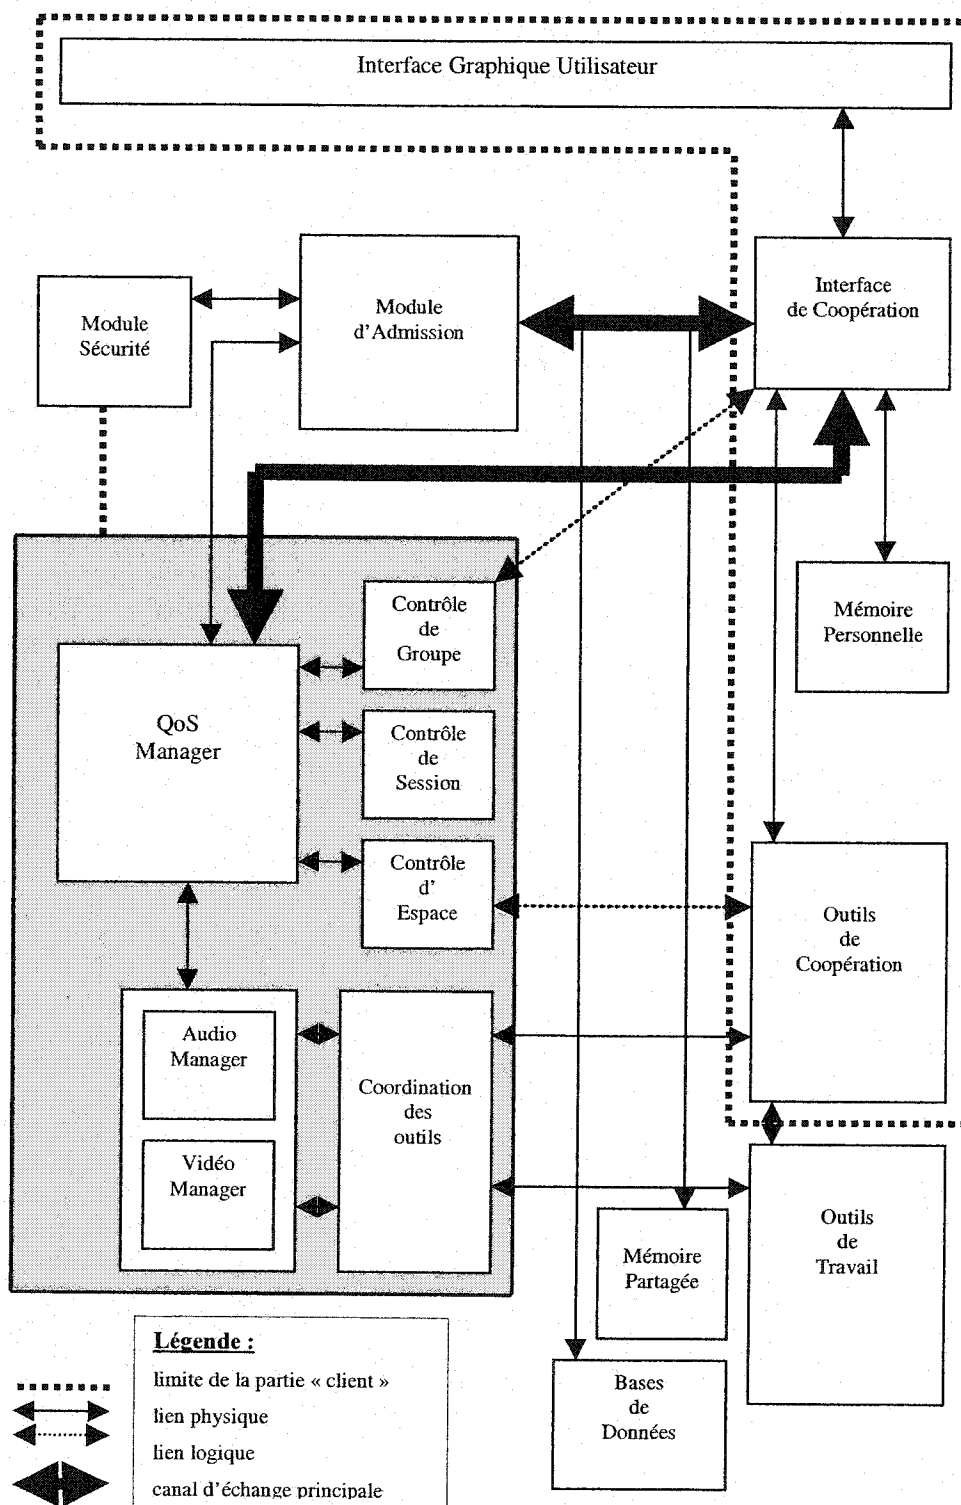 Interface Graphique Utilisateur
Interface
de Coopération
Module
d'Admission
Module
Sécurité
Contrôle
de
Groupe
Mémoire
Personnelle
QoS
Manager
Contrôle
de
Session
Contrôle
d'
Espace
Outils
de
Coopération
Audio
Manager
Coordination
des
outils
Vidéo
Manager
Outils
de
Travail
Mémoire
Partagée
Bases
de
Données
Légende :
limite de la partie « client »
lien physique
lien logique
canal d'échange principale